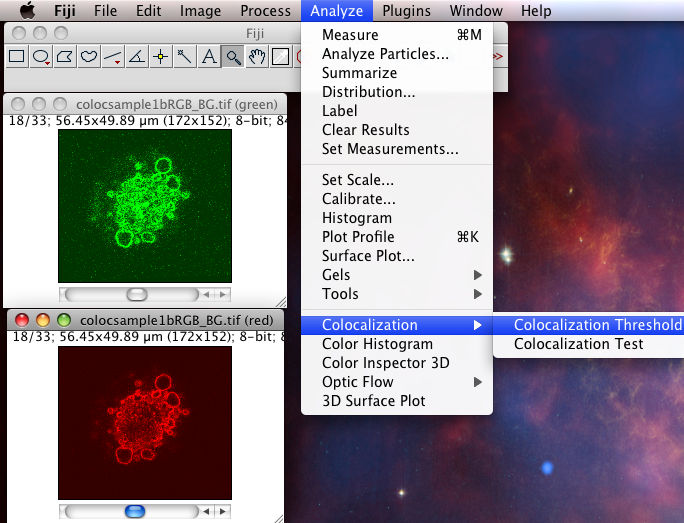 Fiji File Edit Image Process Analyze Plugins Window Help
Fiji
A
>>
Measure ⌘M
Analyze Particles...
Summarize
Distribution...
Label
Clear Results
Set Measurements...
Set Scale...
Calibrate...
Histogram
Plot Profile ⌘K
Surface Plot...
Gels
Tools
Colocalization
Color Histogram
Color Inspector 3D
Optic Flow
3D Surface Plot
Colocalization Threshold
Colocalization Test
colocsample1bRGB_BG.tif (green)
18/33; 56.45x49.89 µm (172x152); 8-bit; 84
colocsample1bRGB_BG.tif (red)
18/33; 56.45x49.89 µm (172x152); 8-bit; 8